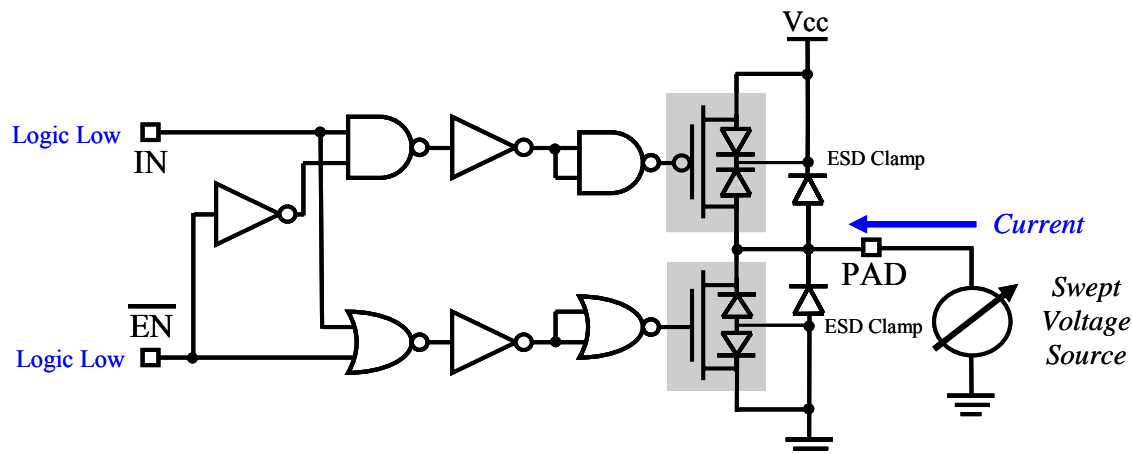 Vcc
Logic Low
IN
ESD Clamp
Current
PAD
EN
ESD Clamp
Swept
Voltage
Source
Logic Low